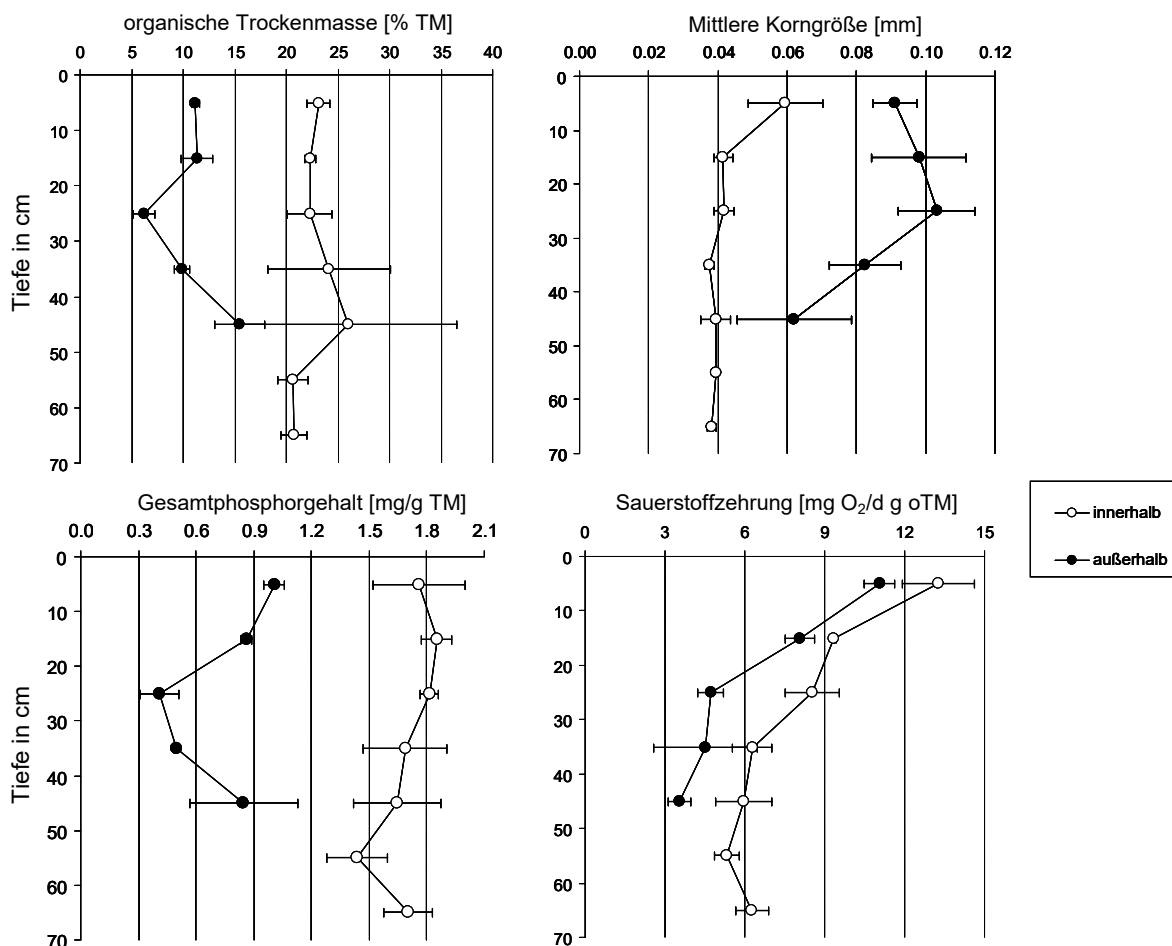 organische Trockenmasse [% TM]
0 5 10 15 20 25 30 35 40
0
10
20
30
40
50
60
70
Tiefe in cm
Mittlere Korngröße [mm]
0.00 0.02 0.04 0.06 0.08 0.10 0.12
0
10
20
30
40
50
60
70
Gesamtphosphorgehalt [mg/g TM]
0.0 0.3 0.6 0.9 1.2 1.5 1.8 2.1
0
10
20
30
40
50
60
70
Tiefe in cm
Sauerstoffzehrung [mg O₂/d g oTM]
0 3 6 9 12 15
0
10
20
30
40
50
60
70
innerhalb
außerhalb